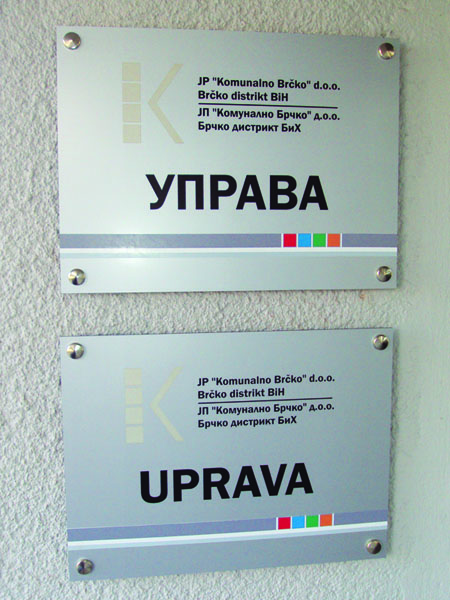 JP "Komunalno Brčko" d.o.o.
Brčko distrikt BiH
ЈП "Комунално Брчко" д.о.о.
Брчко дистрикт БиХ
УПРАВА
JP "Komunalno Brčko" d.o.o.
Brčko distrikt BiH
ЈП "Комунално Брчко" д.о.о.
Брчко дистрикт БиХ
UPRAVA